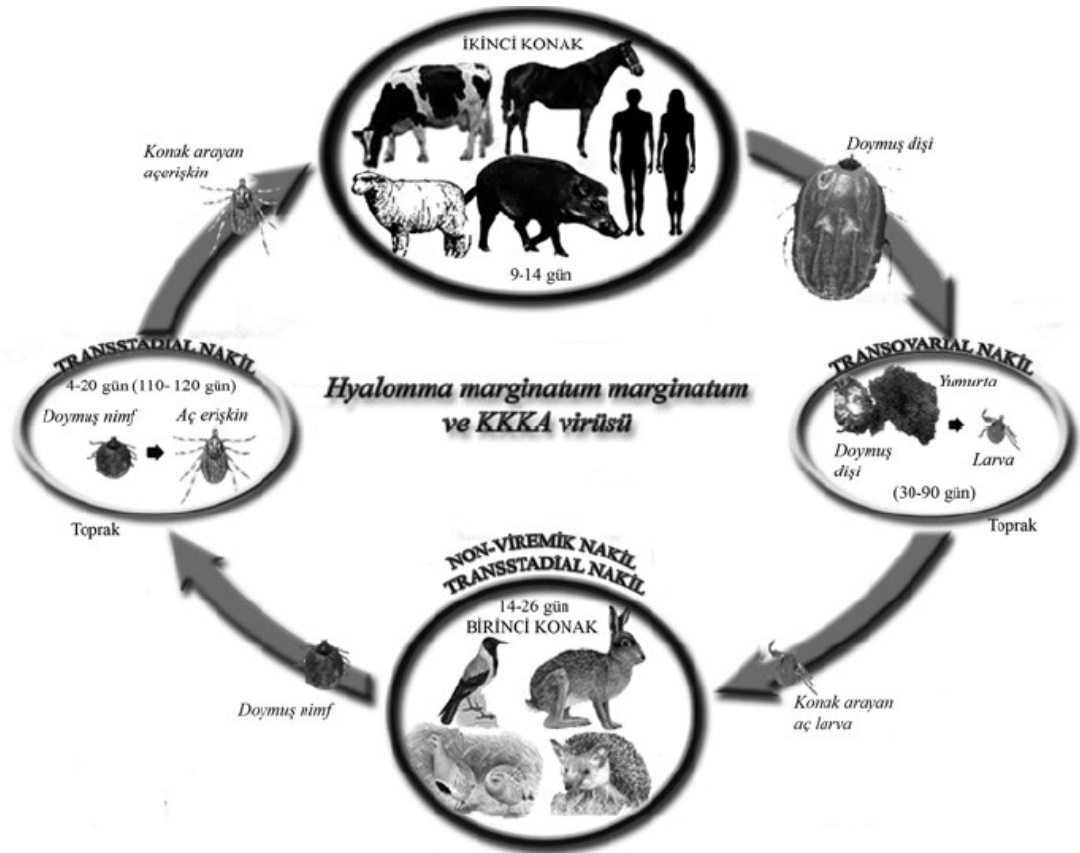 İKİNCİ KONAK
9-14 gün
Konak arayan
açerişkin
Doymuş dişi
TRANSSTADIAL NAKİL
4-20 gün (110- 120 gün)
Doymuş nimf
Aç erişkin
Toprak
Hyalomma marginatum marginatum
ve KKKA virüsü
TRANSOVARIAL NAKİL
Yumurta
Doymuş
dişi
Larva
(30-90 gün)
Toprak
NON-VİREMİK NAKİL
TRANSSTADIAL NAKİL
14-26 gün
BİRİNCİ KONAK
Doymuş nimf
Konak arayan
aç larva